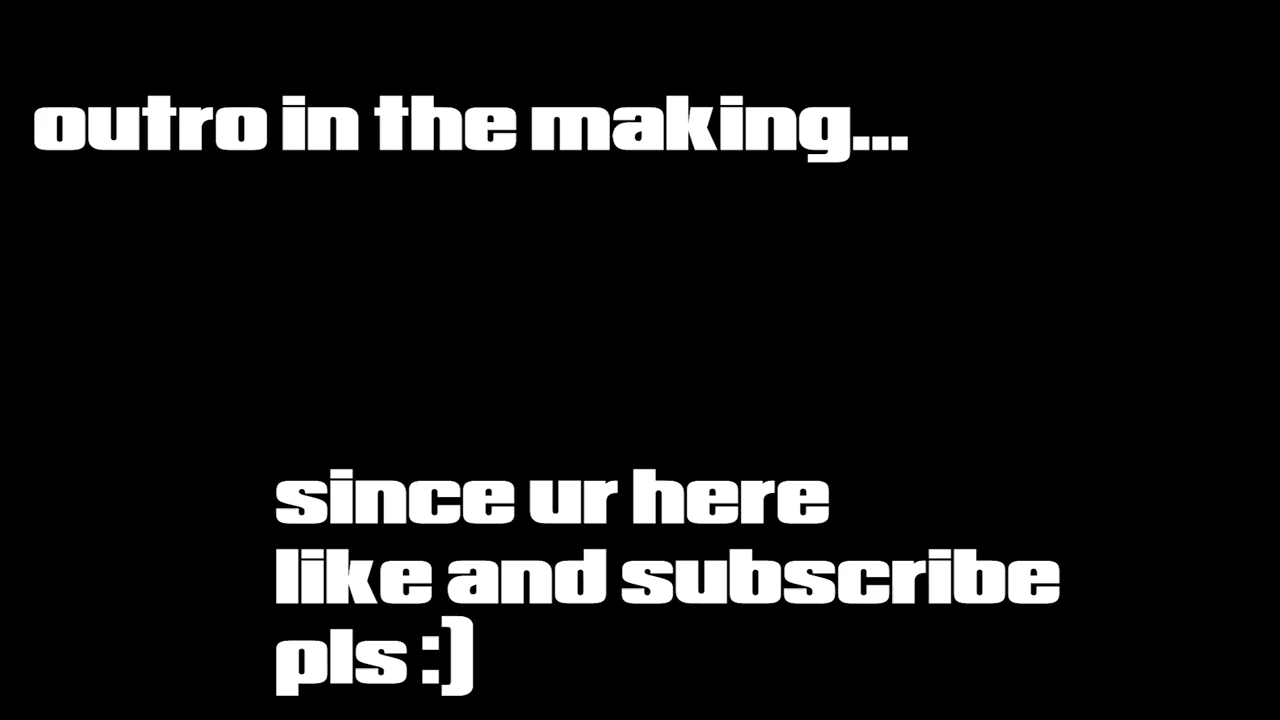 outro in the making...
since ur here
like and subscribe
pls :)